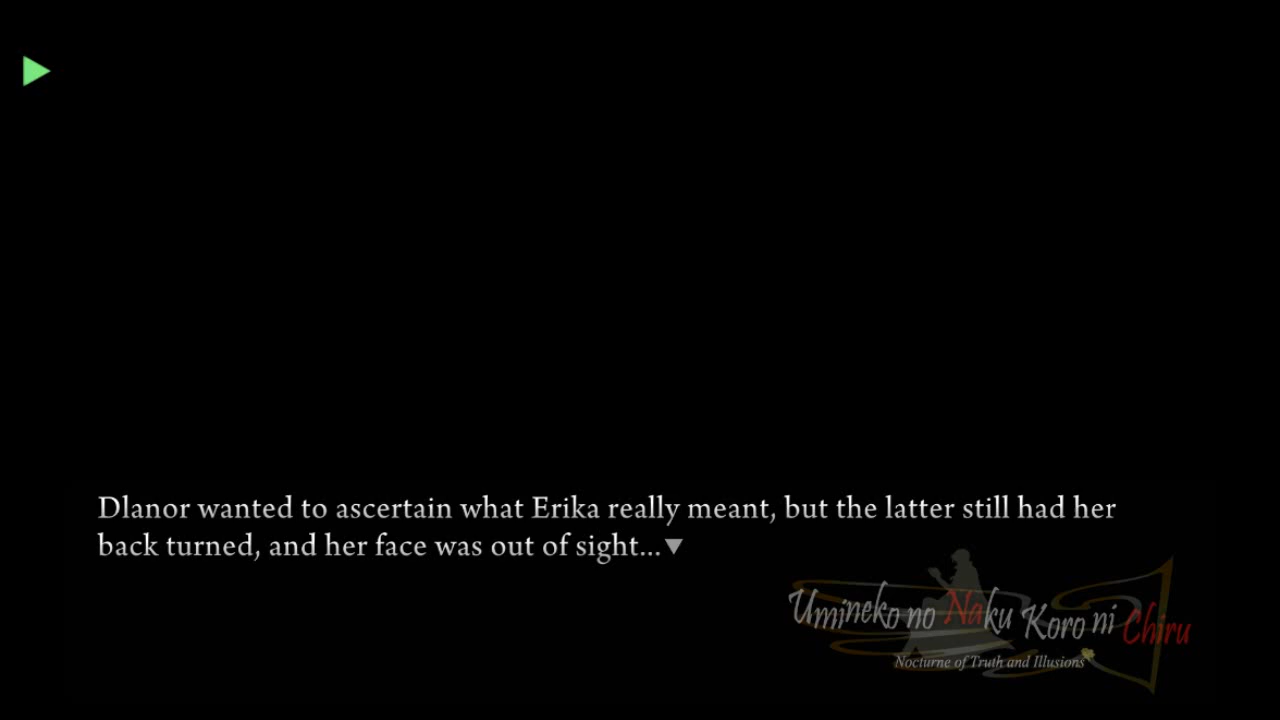 Dlanor wanted to ascertain what Erika really meant, but the latter still had her
back turned, and her face was out of sight...
Umineko no Naku Koro ni Chiru
Nocturne of Truth and Illusions